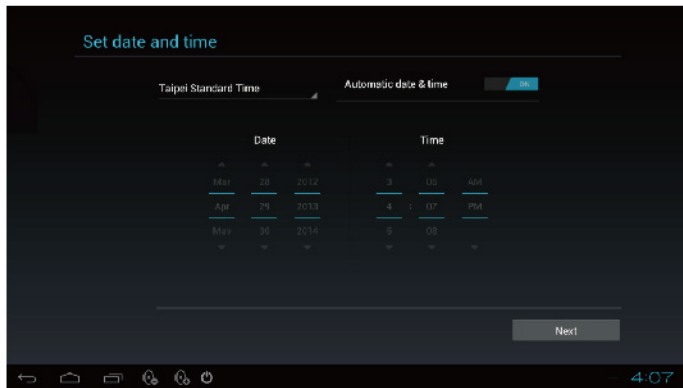 Set date and time
Taipei Standard Time
Automatic date & time ON
Date Time
Mar 28 2012 3 06 AM
Apr 29 2013 4 : 07 PM
May 30 2014 5 08
Next
4:07